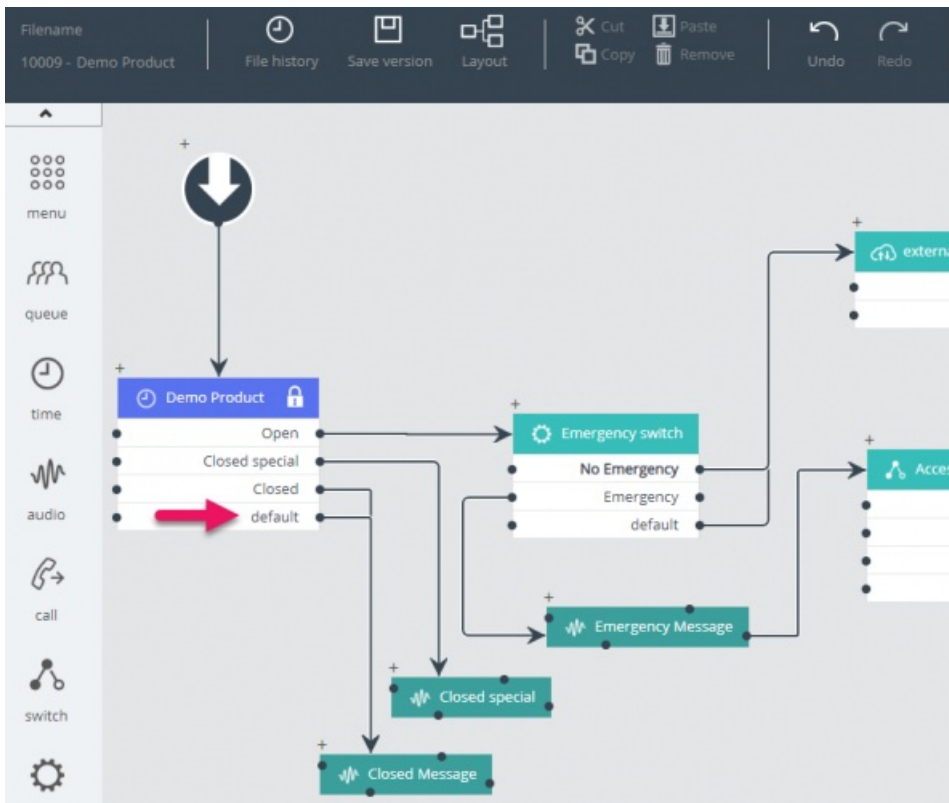 Filename
10009 - Demo Product
File history
Save version
Layout
Cut
Copy
Paste
Remove
Undo
Redo
menu
queue
time
audio
call
switch
Demo Product
Open
Closed special
Closed
default
Emergency switch
No Emergency
Emergency
default
extern
Acce
Emergency Message
Closed special
Closed Message